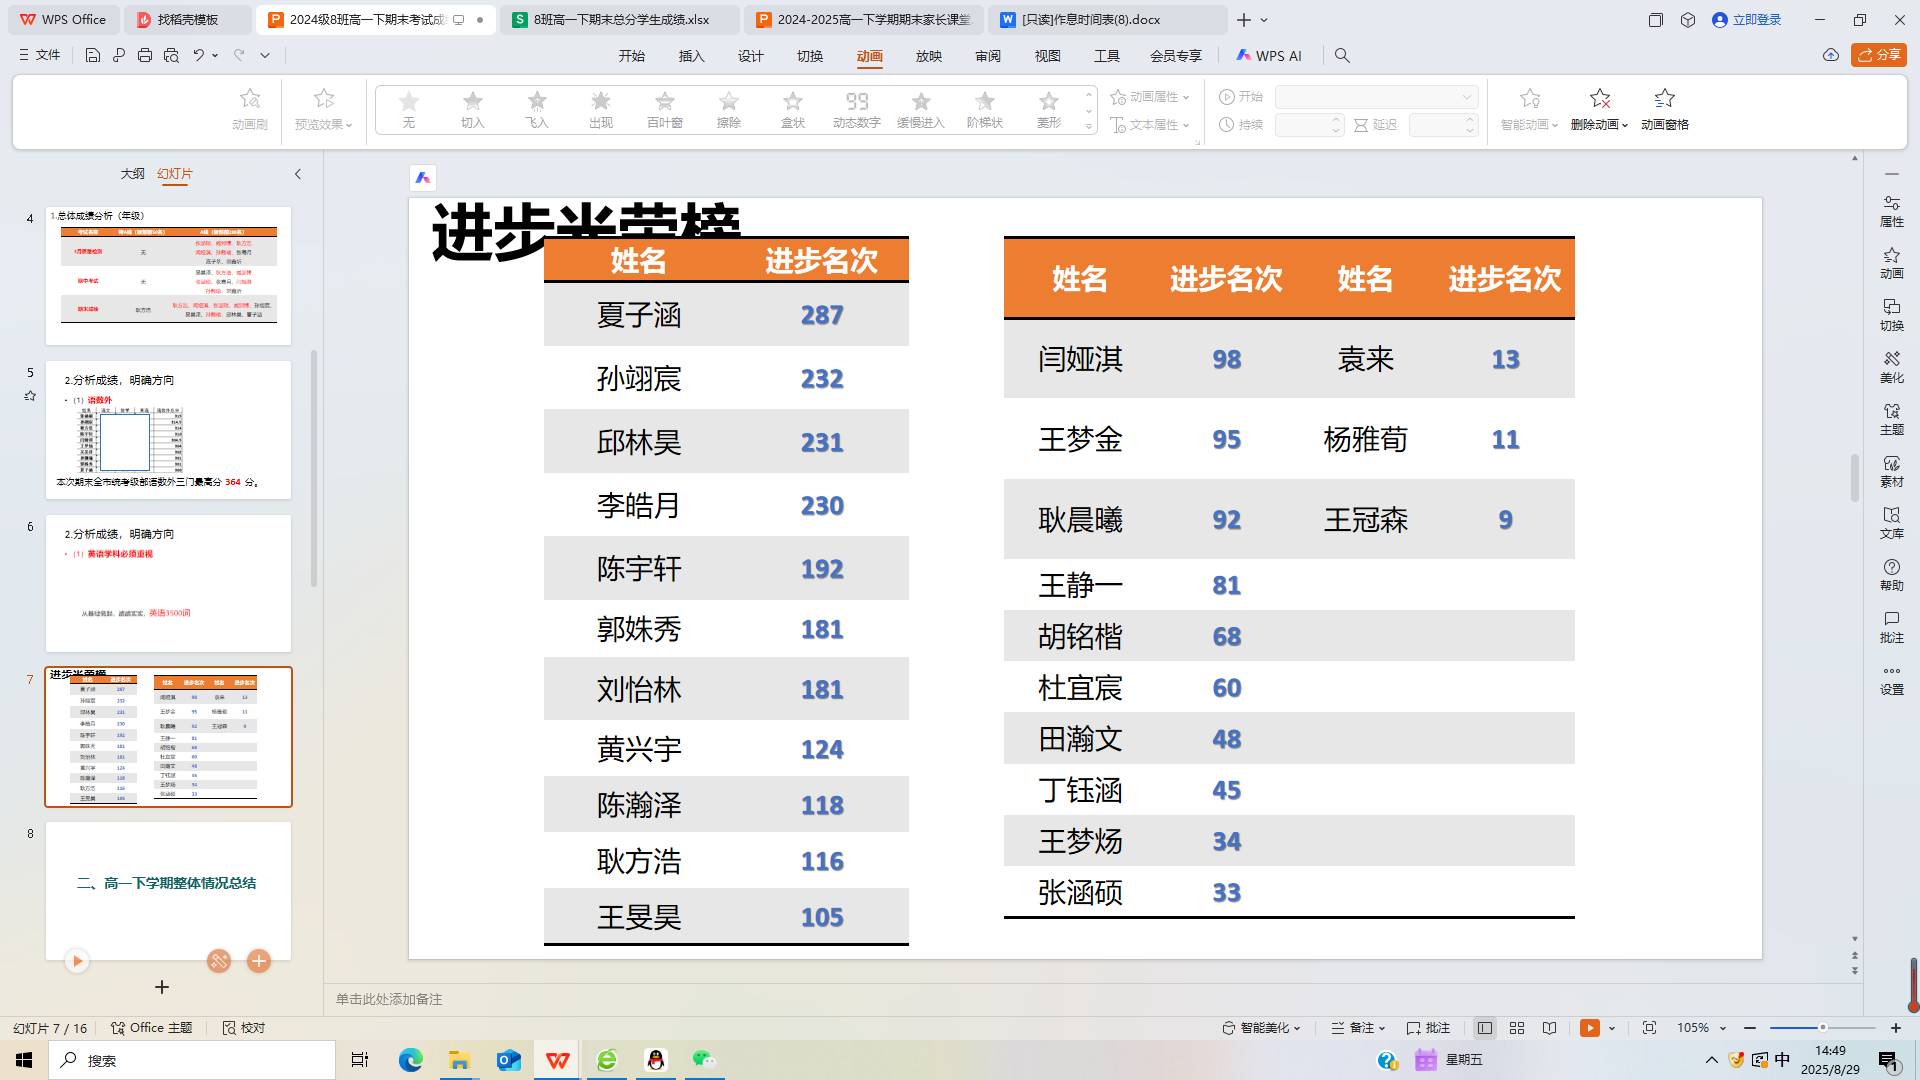 WPS Office
找稻壳模板
2024级8班高一下期末考试成
8班高一下期末总分学生成绩.xlsx
2024-2025高一下学期期末家长课堂
[只读]作息时间表(8).docx
立即登录
文件
开始
插入
设计
切换
动画
放映
审阅
视图
工具
会员专享
WPS AI
分享
动画刷
预览效果
无
切入
飞入
出现
百叶窗
擦除
盒状
动态数字
缓慢进入
阶梯状
菱形
动画属性
文本属性
开始
持续
延迟
智能动画
删除动画
动画窗格
大纲
幻灯片
4
1.总体成绩分析（年级）
5
2.分析成绩，明确方向
（1）语数外
本次期末全市统考级部语数外三门最高分 364 分。
6
2.分析成绩，明确方向
（1）英语学科必须重视
英语3500词
7
进步光荣榜
8
二、高一下学期整体情况总结
进步光荣榜
姓名 进步名次
夏子涵 287
孙翊宸 232
邱林昊 231
李皓月 230
陈宇轩 192
郭姝秀 181
刘怡林 181
黄兴宇 124
陈瀚泽 118
耿方浩 116
王旻昊 105
姓名 进步名次 姓名 进步名次
闫娅淇 98 袁来 13
王梦金 95 杨雅荀 11
耿晨曦 92 王冠森 9
王静一 81
胡铭楷 68
杜宜宸 60
田瀚文 48
丁钰涵 45
王梦炀 34
张涵硕 33
属性
动画
切换
美化
主题
素材
文库
帮助
批注
设置
单击此处添加备注
幻灯片 7 / 16
Office 主题
校对
智能美化
备注
批注
105%
搜索
星期五
中
14:49
2025/8/29
1